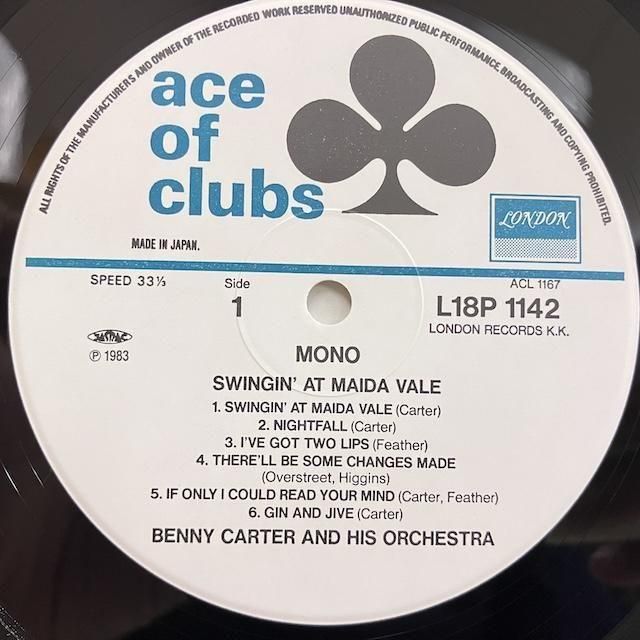 ALL RIGHTS OF THE MANUFACTURERS AND OWNER OF THE RECORDED WORK RESERVED UNAUTHORIZED PUBLIC PERFORMANCE, BROADCASTING AND COPYING PROHIBITED.
ace
of
clubs
LONDON
MADE IN JAPAN.
SPEED 33⅓
Side
1
ACL 1167
L18P 1142
LONDON RECORDS K.K.
JASRAC
Ⓟ 1983
MONO
SWINGIN' AT MAIDA VALE
1. SWINGIN' AT MAIDA VALE (Carter)
2. NIGHTFALL (Carter)
3. I'VE GOT TWO LIPS (Feather)
4. THERE'LL BE SOME CHANGES MADE
(Overstreet, Higgins)
5. IF ONLY I COULD READ YOUR MIND (Carter, Feather)
6. GIN AND JIVE (Carter)
BENNY CARTER AND HIS ORCHESTRA